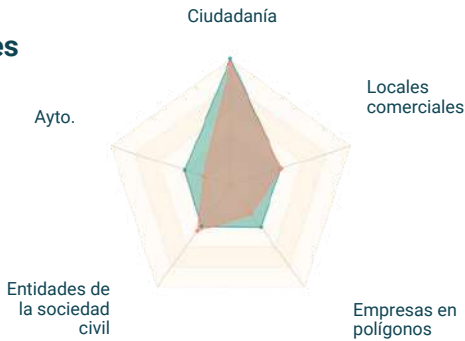 Ciudadanía
es
Locales
comerciales
Ayto.
Entidades de
la sociedad
civil
Empresas en
polígonos